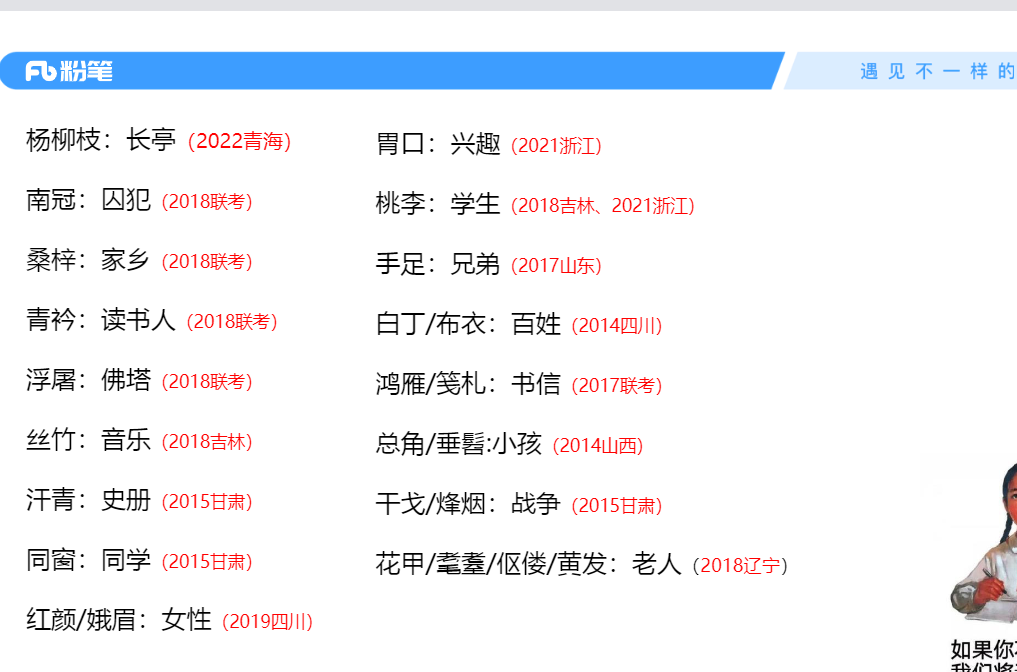 粉笔
遇见不一样的
杨柳枝：长亭（2022青海）
南冠：囚犯（2018联考）
桑梓：家乡（2018联考）
青衿：读书人（2018联考）
浮屠：佛塔（2018联考）
丝竹：音乐（2018吉林）
汗青：史册（2015甘肃）
同窗：同学（2015甘肃）
红颜/娥眉：女性（2019四川）
胃口：兴趣（2021浙江）
桃李：学生（2018吉林、2021浙江）
手足：兄弟（2017山东）
白丁/布衣：百姓（2014四川）
鸿雁/笺札：书信（2017联考）
总角/垂髫:小孩（2014山西）
干戈/烽烟：战争（2015甘肃）
花甲/耄耋/伛偻/黄发：老人（2018辽宁）
如果你